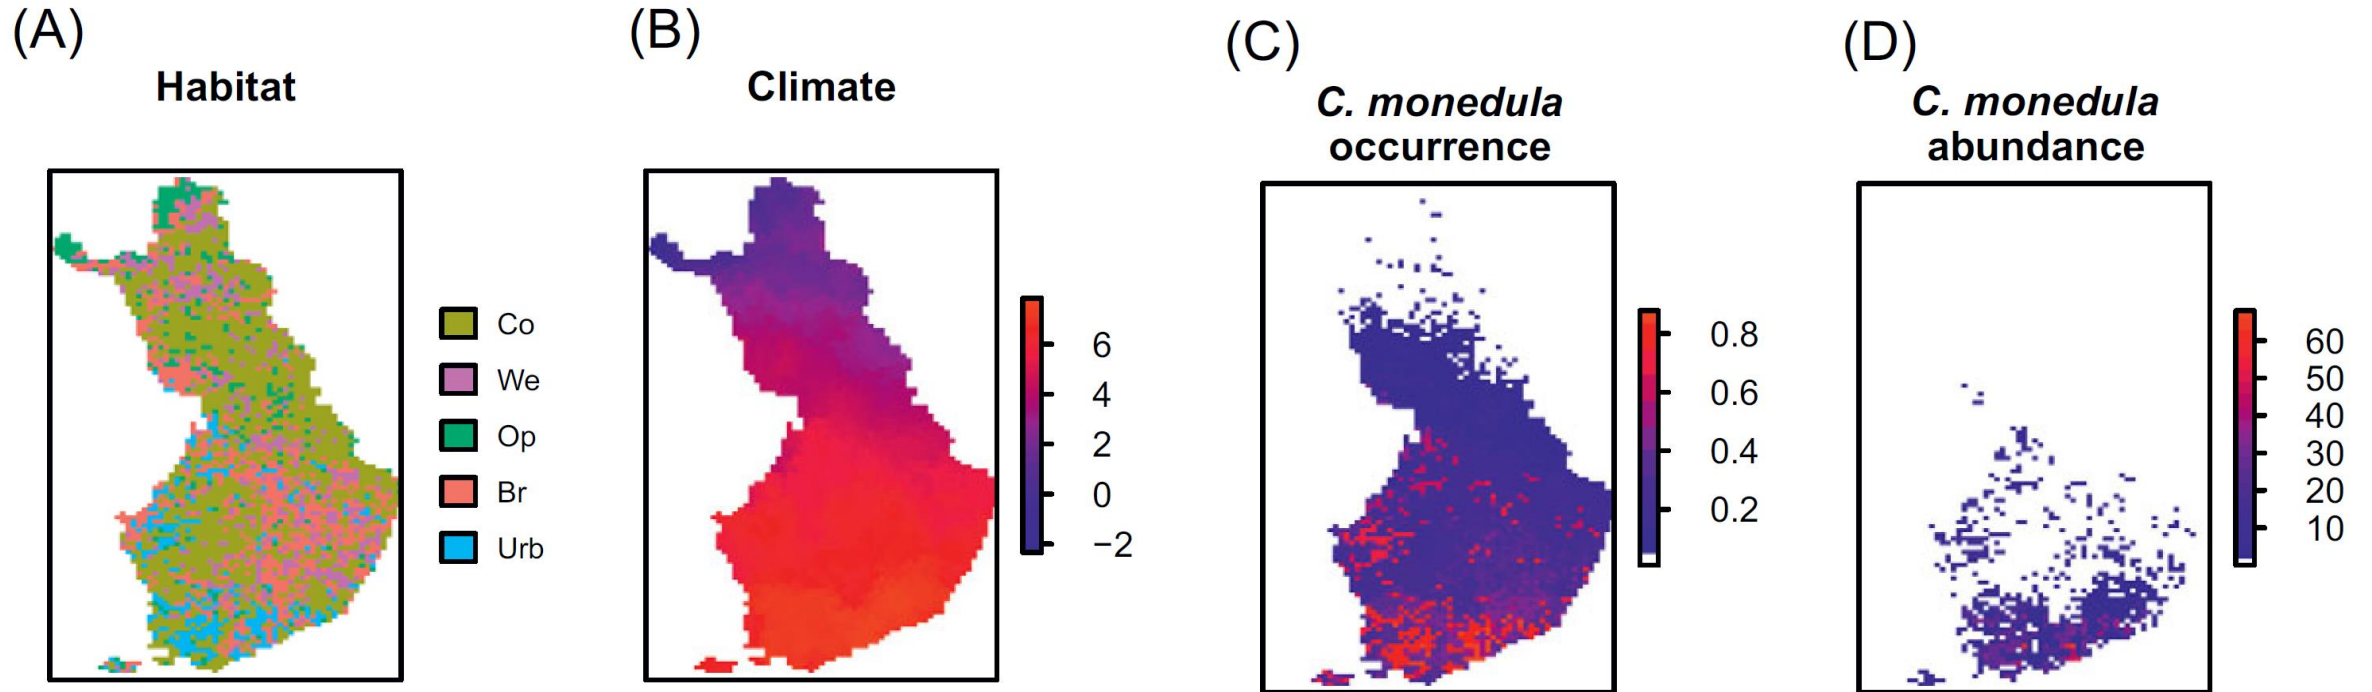 (A)
Habitat
Co
We
Op
Br
Urb
(B)
Climate
6
4
2
0
−2
(C)
C. monedula
occurrence
0.8
0.6
0.4
0.2
(D)
C. monedula
abundance
60
50
40
30
20
10